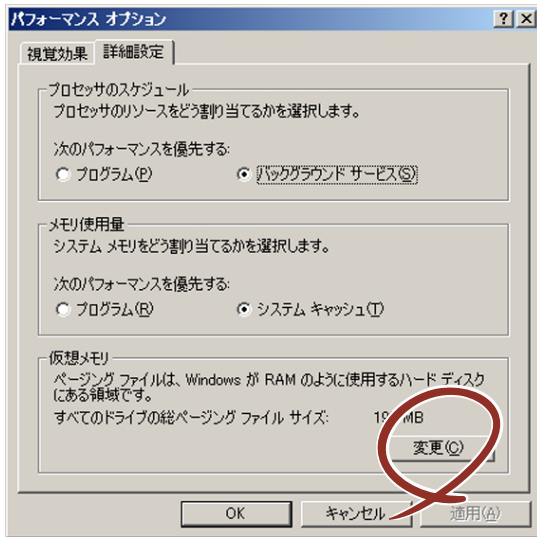 パフォーマンス オプション
視覚効果 詳細設定
プロセッサのスケジュール
プロセッサのリソースをどう割り当てるかを選択します。
次のパフォーマンスを優先する:
プログラム(P) バックグラウンド サービス(S)
メモリ使用量
システム メモリをどう割り当てるかを選択します。
次のパフォーマンスを優先する:
プログラム(R) システム キャッシュ(T)
仮想メモリ
ページング ファイルは、Windows が RAM のように使用するハード ディスク
にある領域です。
すべてのドライブの総ページング ファイル サイズ: MB
変更(C)
OK キャンセル 適用(A)